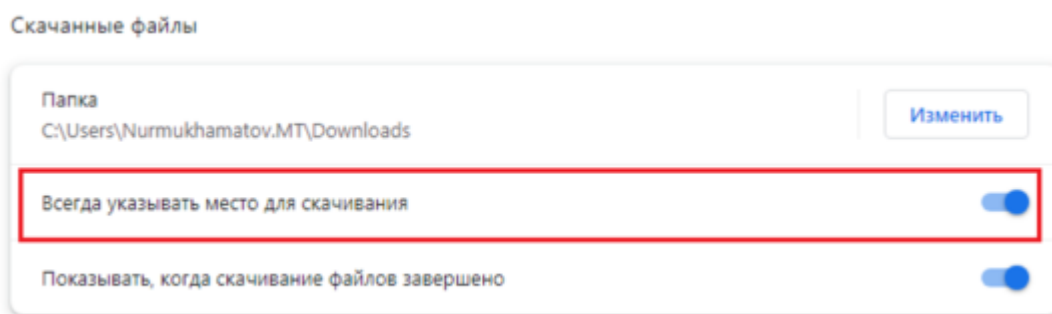 Скачанные файлы
Папка
C:\Users\Nurmukhamatov.MT\Downloads
Изменить
Всегда указывать место для скачивания
Показывать, когда скачивание файлов завершено